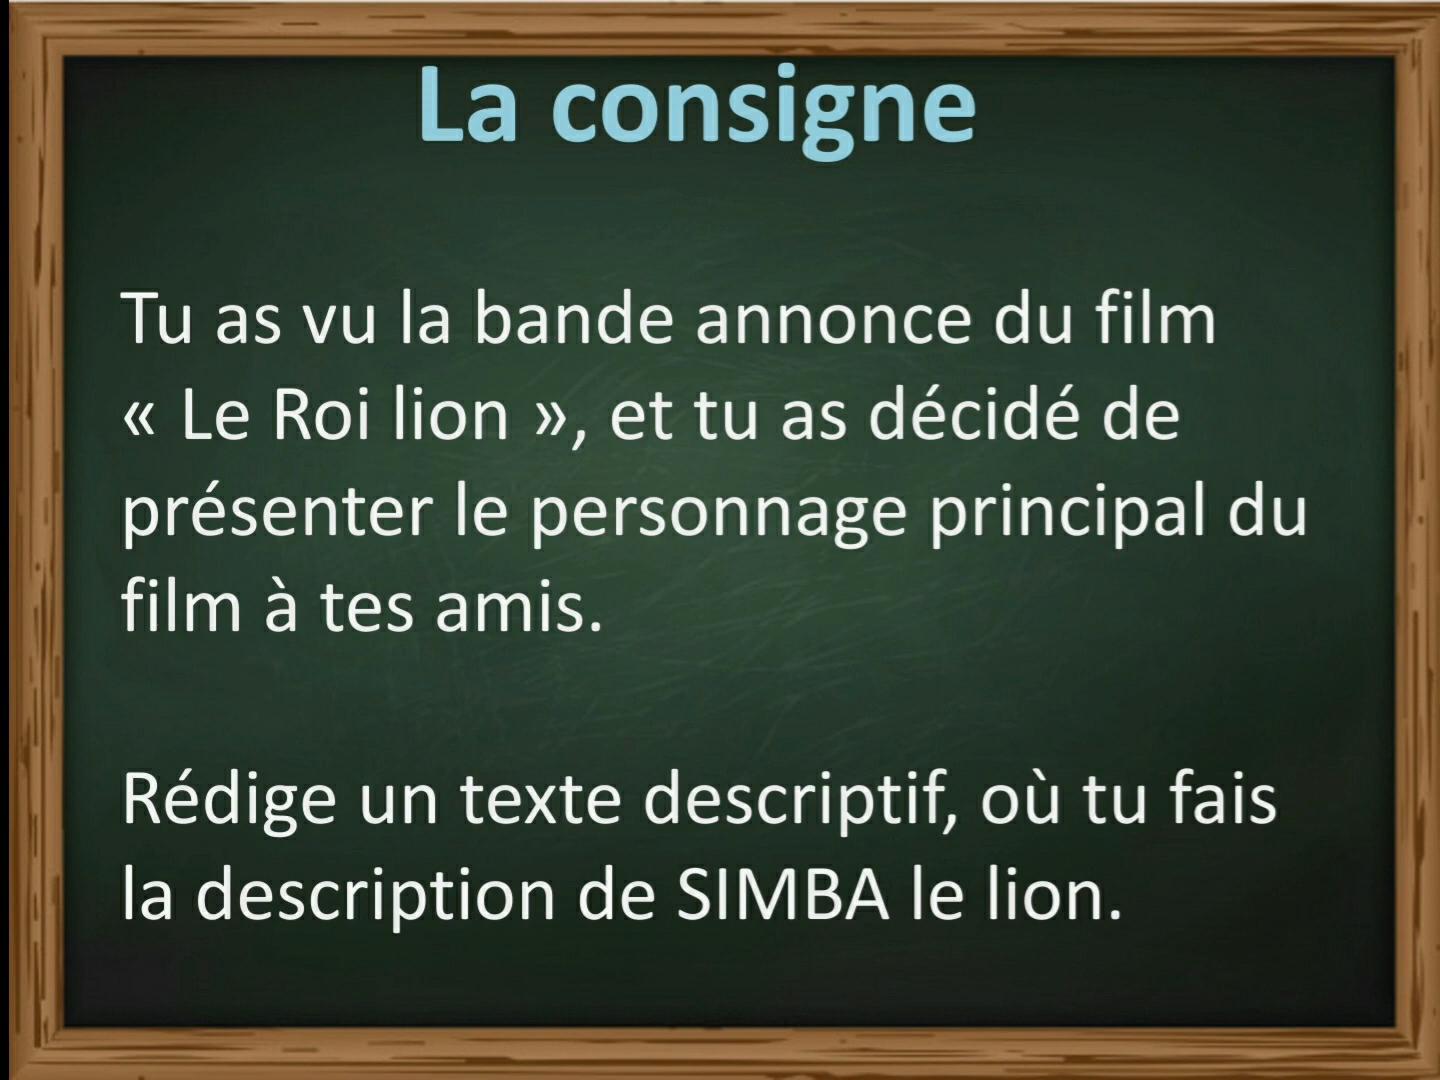 La consigne
Tu as vu la bande annonce du film
« Le Roi lion », et tu as décidé de
présenter le personnage principal du
film à tes amis.
Rédige un texte descriptif, où tu fais
la description de SIMBA le lion.